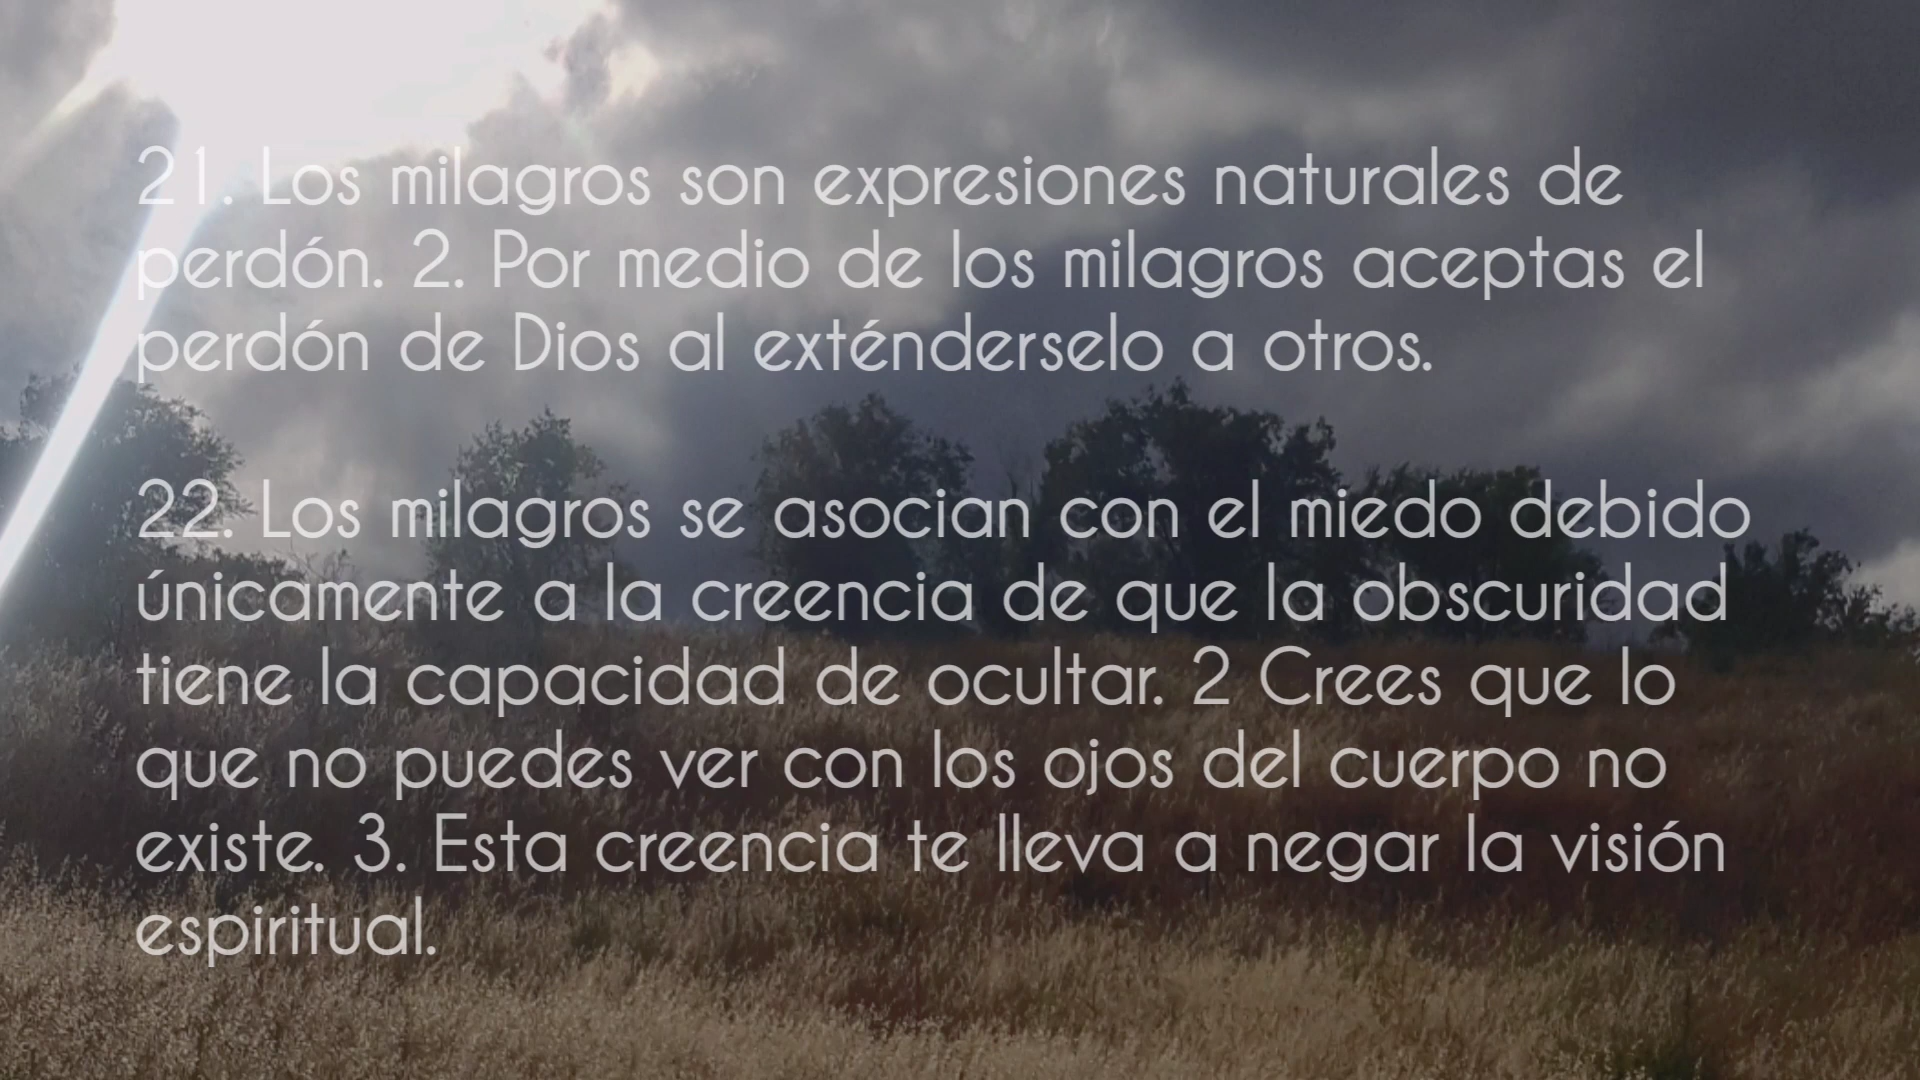 21. Los milagros son expresiones naturales de
perdón. 2. Por medio de los milagros aceptas el
perdón de Dios al exténderselo a otros.
22. Los milagros se asocian con el miedo debido
únicamente a la creencia de que la obscuridad
tiene la capacidad de ocultar. 2 Crees que lo
que no puedes ver con los ojos del cuerpo no
existe. 3. Esta creencia te lleva a negar la visión
espiritual.